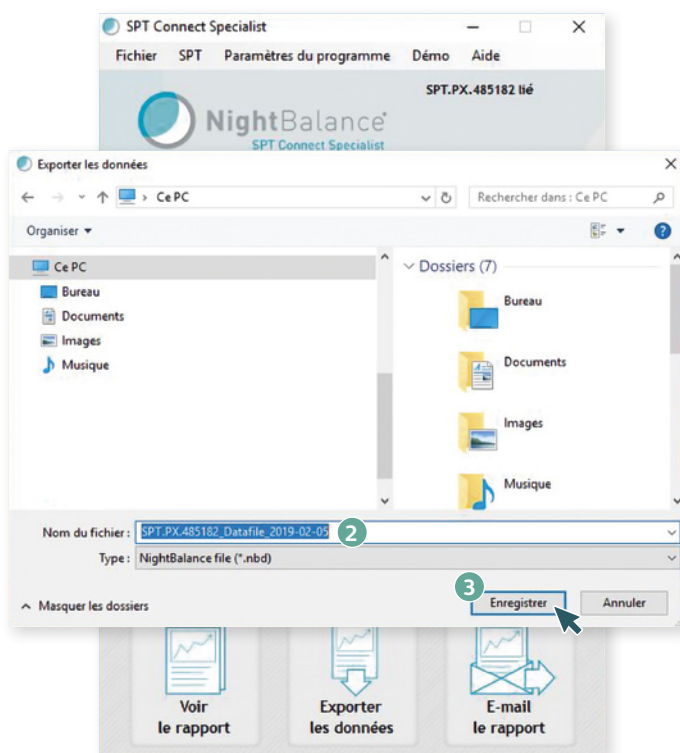 SPT Connect Specialist
Fichier SPT Paramètres du programme Démo Aide
SPT.PX.485182 lié
NightBalance®
SPT Connect Specialist
Exporter les données
Ce PC
Rechercher dans : Ce PC
Organiser
Ce PC
Bureau
Documents
Images
Musique
Dossiers (7)
Bureau
Documents
Images
Musique
Nom du fichier : SPT.PX.485182_Datafile_2019-02-05 2
Type : NightBalance file (*.nbd)
3
Masquer les dossiers Enregistrer Annuler
Voir
le rapport
Exporter
les données
E-mail
le rapport